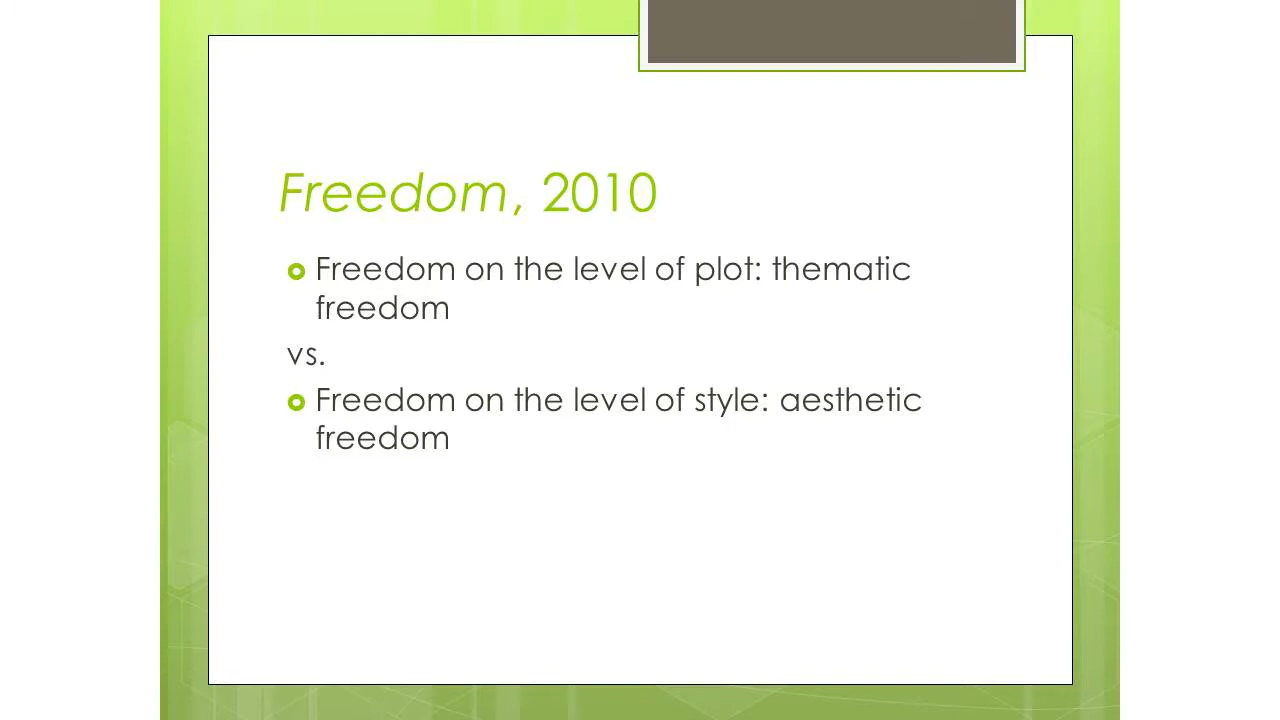 Freedom, 2010
Freedom on the level of plot: thematic
freedom
vs.
Freedom on the level of style: aesthetic
freedom